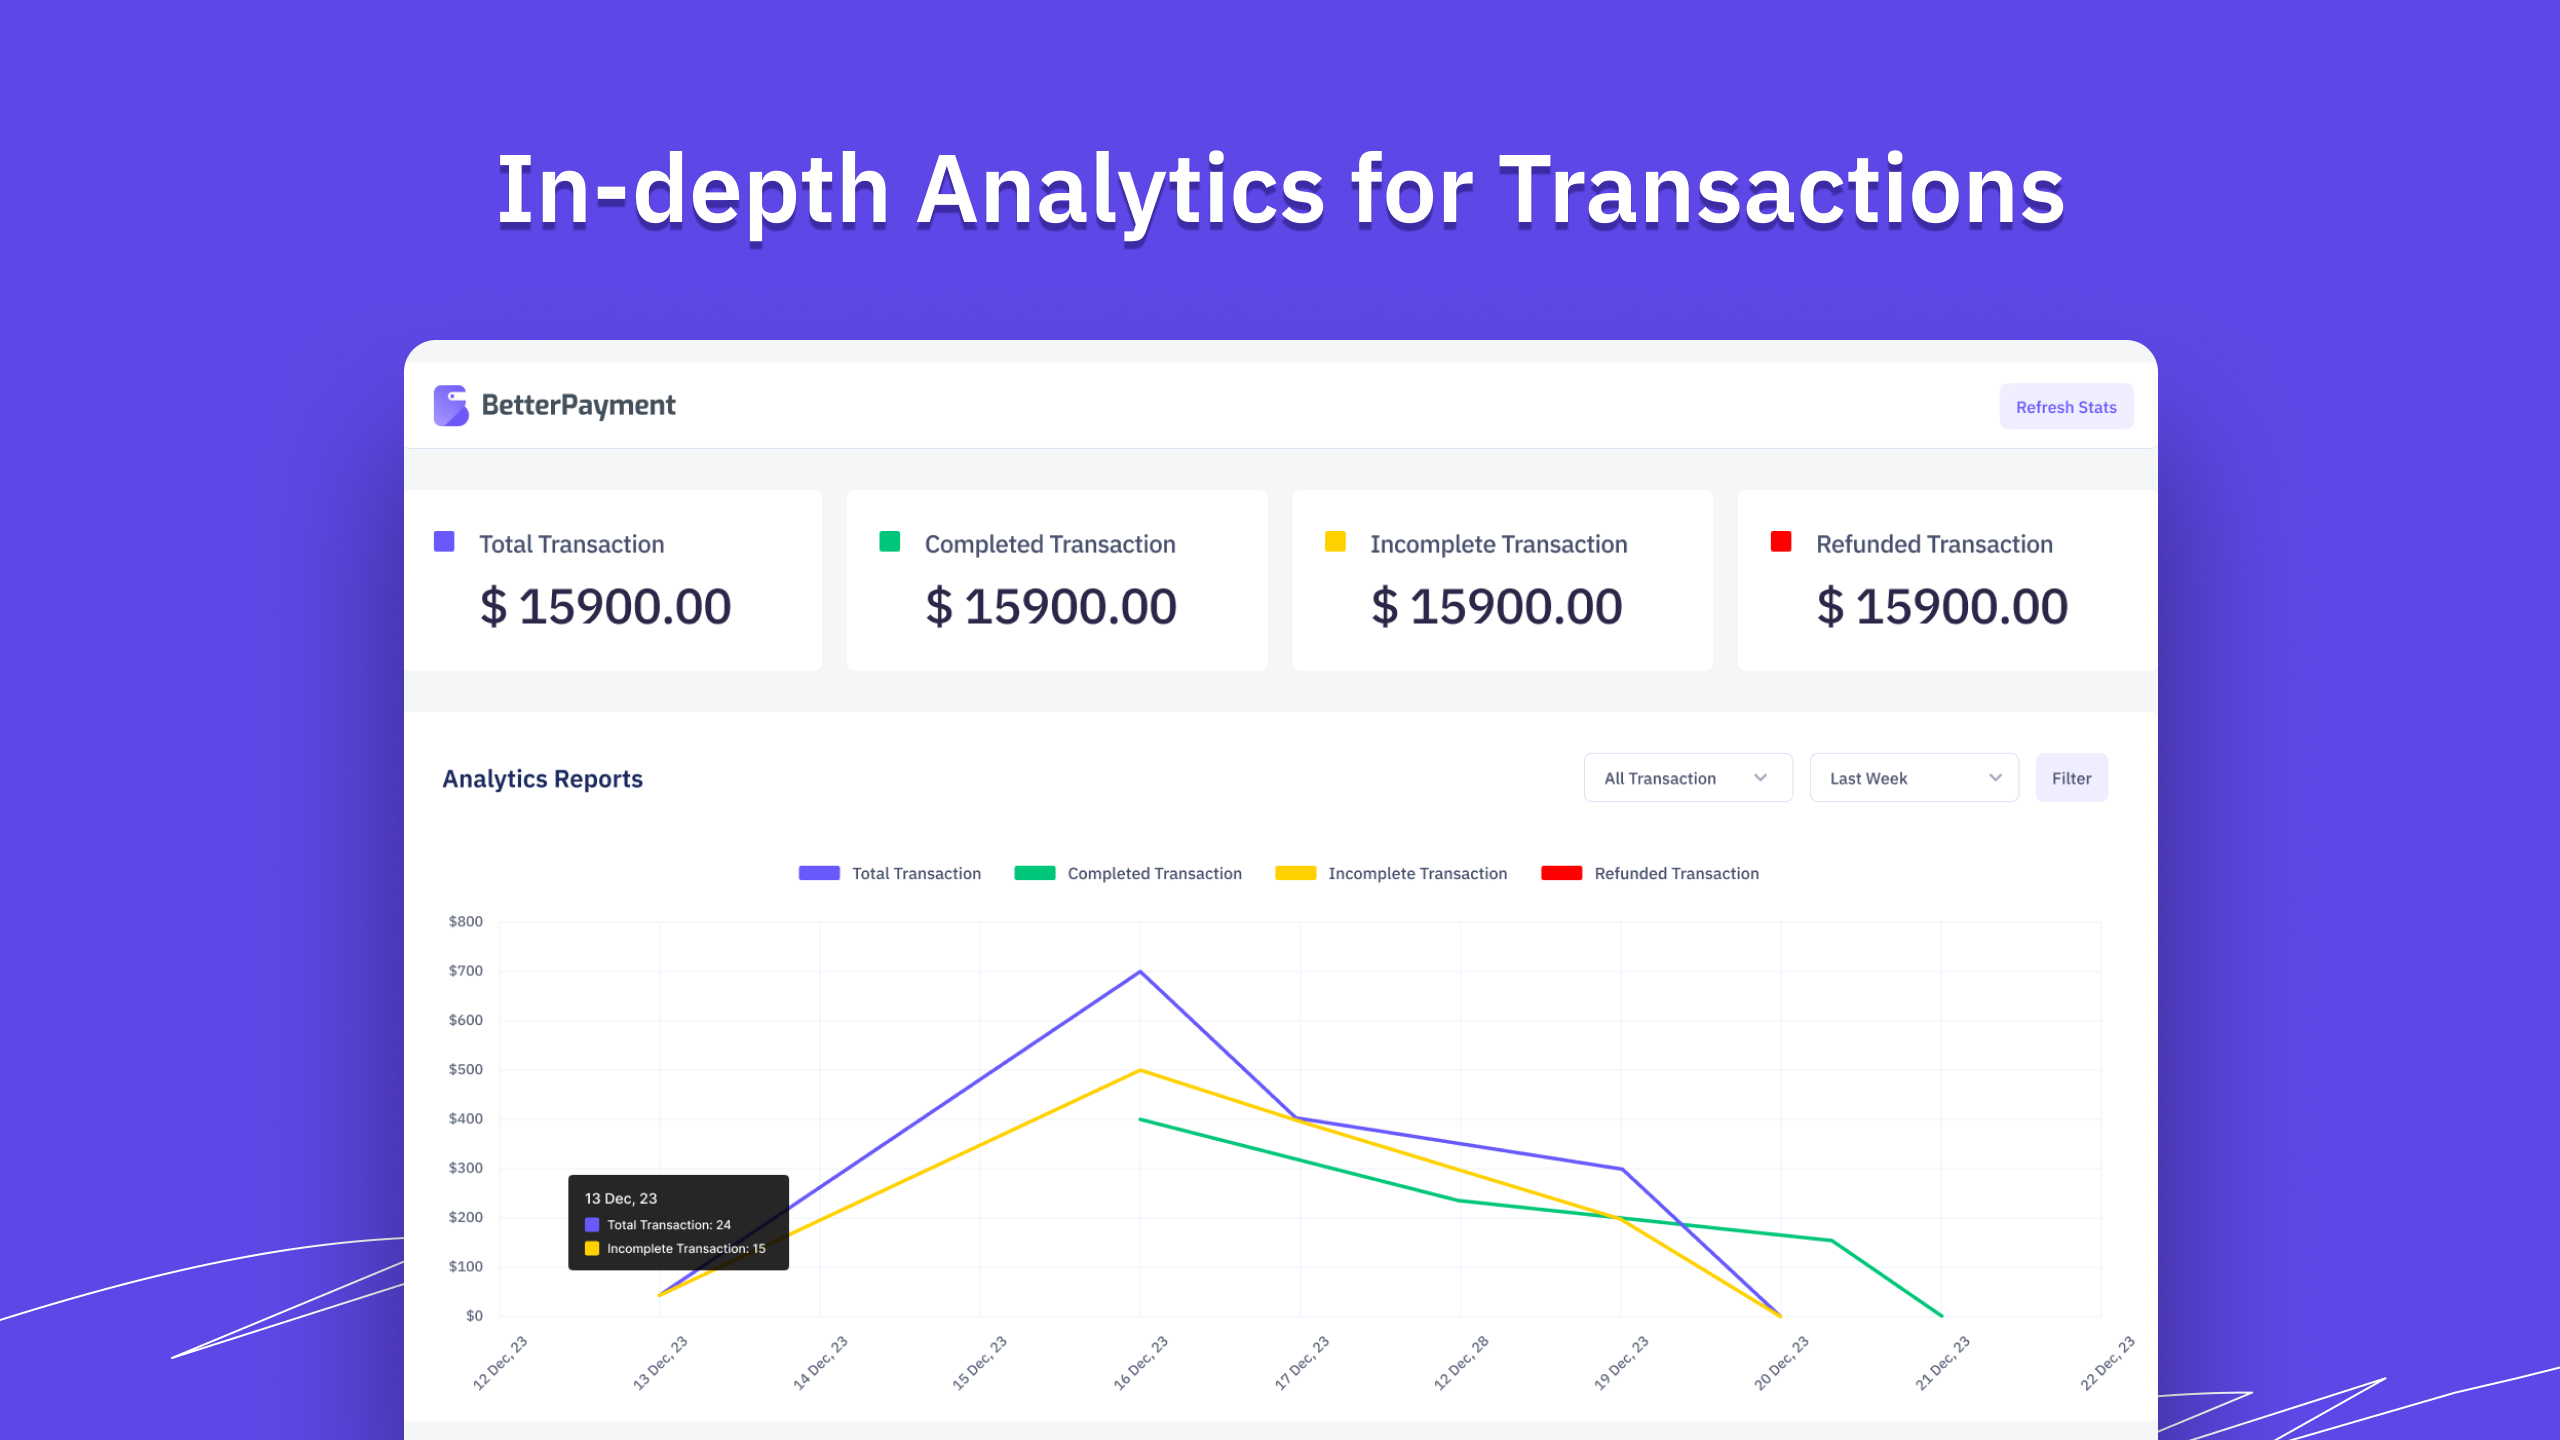 In-depth Analytics for Transactions
BetterPayment
Refresh Stats
Total Transaction
$ 15900.00
Completed Transaction
$ 15900.00
Incomplete Transaction
$ 15900.00
Refunded Transaction
$ 15900.00
Analytics Reports
All Transaction
Last Week
Filter
Total Transaction
Completed Transaction
Incomplete Transaction
Refunded Transaction
$800
$700
$600
$500
$400
$300
$200
$100
$0
13 Dec, 23
Total Transaction: 24
Incomplete Transaction: 15
12 Dec, 23
13 Dec, 23
14 Dec, 23
15 Dec, 23
16 Dec, 23
17 Dec, 23
12 Dec, 28
19 Dec, 23
20 Dec, 23
21 Dec, 23
22 Dec, 23